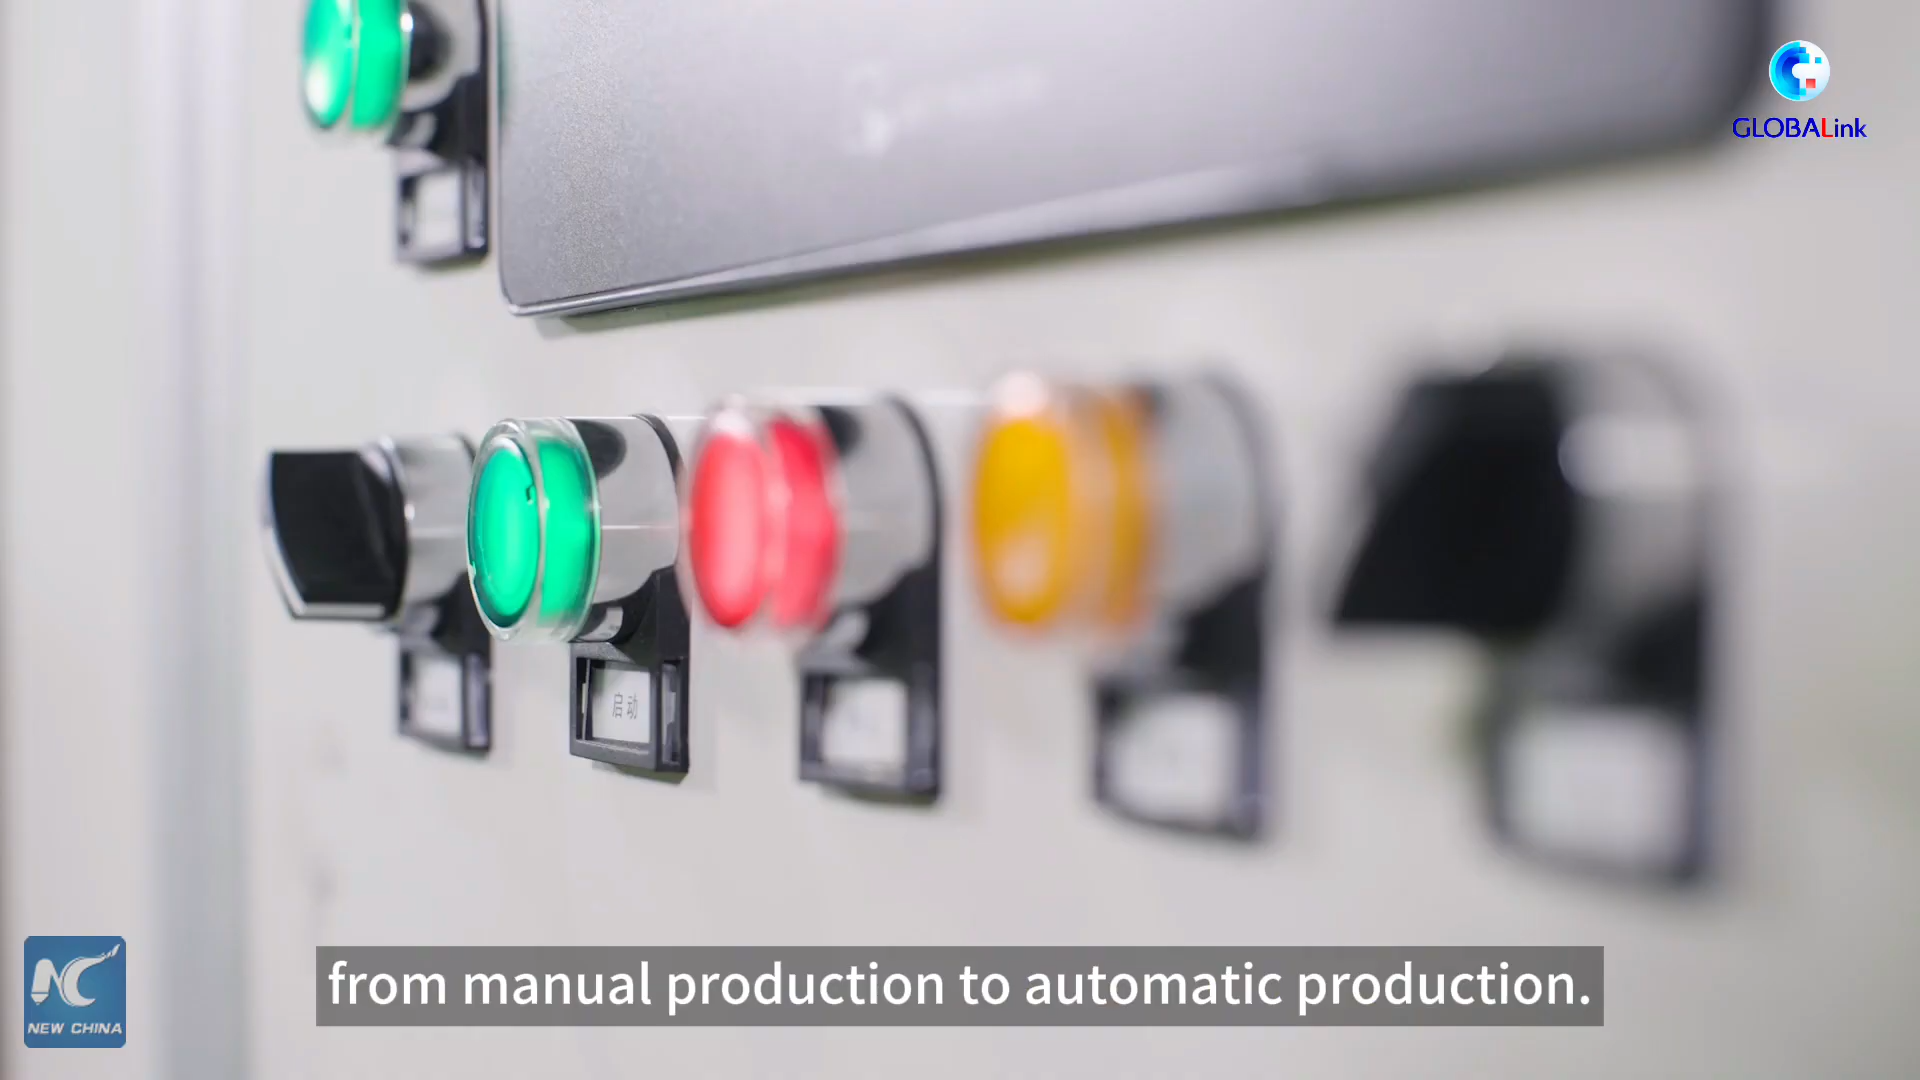 GLOBALink
启动
NEW CHINA
from manual production to automatic production.